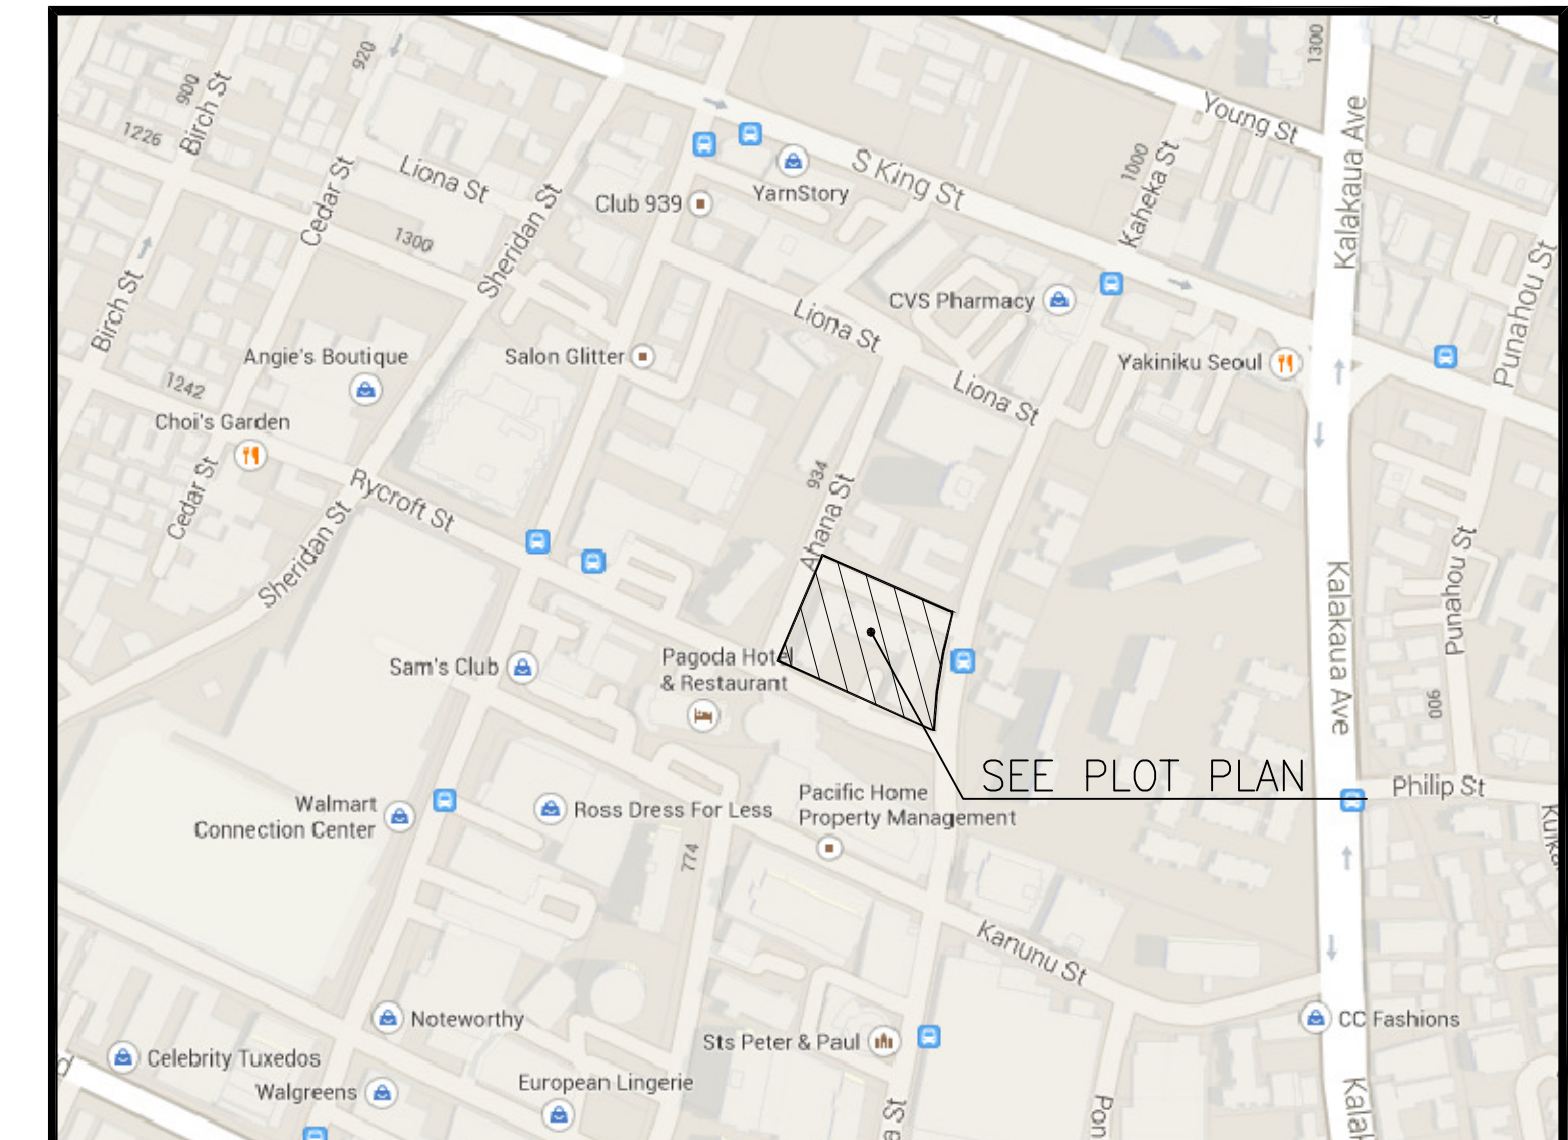 920
1300
900
Birch St
1226
Cedar St
Liona St
Sheridan St
Club 939
YarnStory
S King St
Young St
1000
Kaheka St
Kalakaua Ave
1300
Punahou St
Birch St
CVS Pharmacy
Liona St
Angie's Boutique
Salon Glitter
Yakiniku Seoul
1242
Liona St
Choi's Garden
Cedar St
Rycroft St
934
Ahana St
Sheridan St
Punahou St
Kalakaua Ave
Sam's Club
Pagoda Hotel
& Restaurant
900
SEE PLOT PLAN
Philip St
Walmart
Connection Center
Ross Dress For Less
Pacific Home
Property Management
774
Kanunu St
Noteworthy
Sts Peter & Paul
CC Fashions
Celebrity Tuxedos
Walgreens
European Lingerie